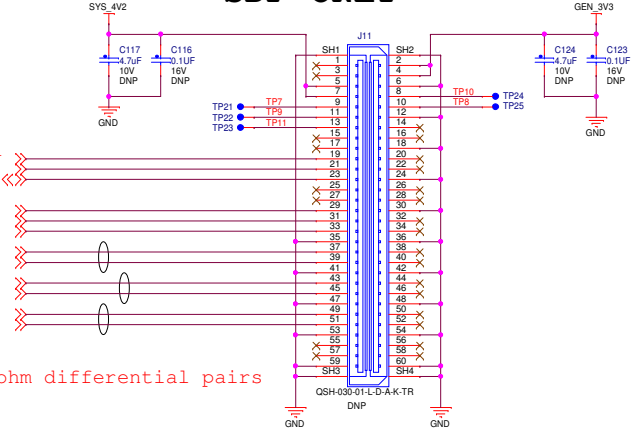 SYS_4V2
GEN_3V3
J11
C117
4.7uF
10V
DNP
C116
0.1UF
16V
DNP
C124
4.7uF
10V
DNP
C123
0.1UF
16V
DNP
GND
GND
SH1
SH2
1
2
3
4
5
6
7
8
9
10
11
12
13
14
15
16
17
18
19
20
21
22
23
24
25
26
27
28
29
30
31
32
33
34
35
36
37
38
39
40
41
42
43
44
45
46
47
48
49
50
51
52
53
54
55
56
57
58
59
60
SH3
SH4
TP21
TP7
TP22
TP9
TP23
TP11
TP10
TP24
TP8
TP25
ohm differential pairs
QSH-030-01-L-D-A-K-TR
DNP
GND
GND